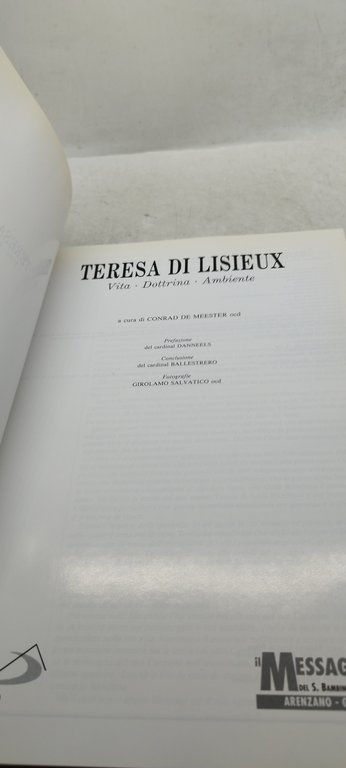 TERESA DI LISIEUX
Vita · Dottrina · Ambiente
a cura di CONRAD DE MEESTER ocd
Prefazione
del cardinal DANNEELS
Conclusione
del cardinal BALLESTRERO
Fotografie
GIROLAMO SALVATICO ocd
il MESSAG
DEL S. BAMBIN
ARENZANO -